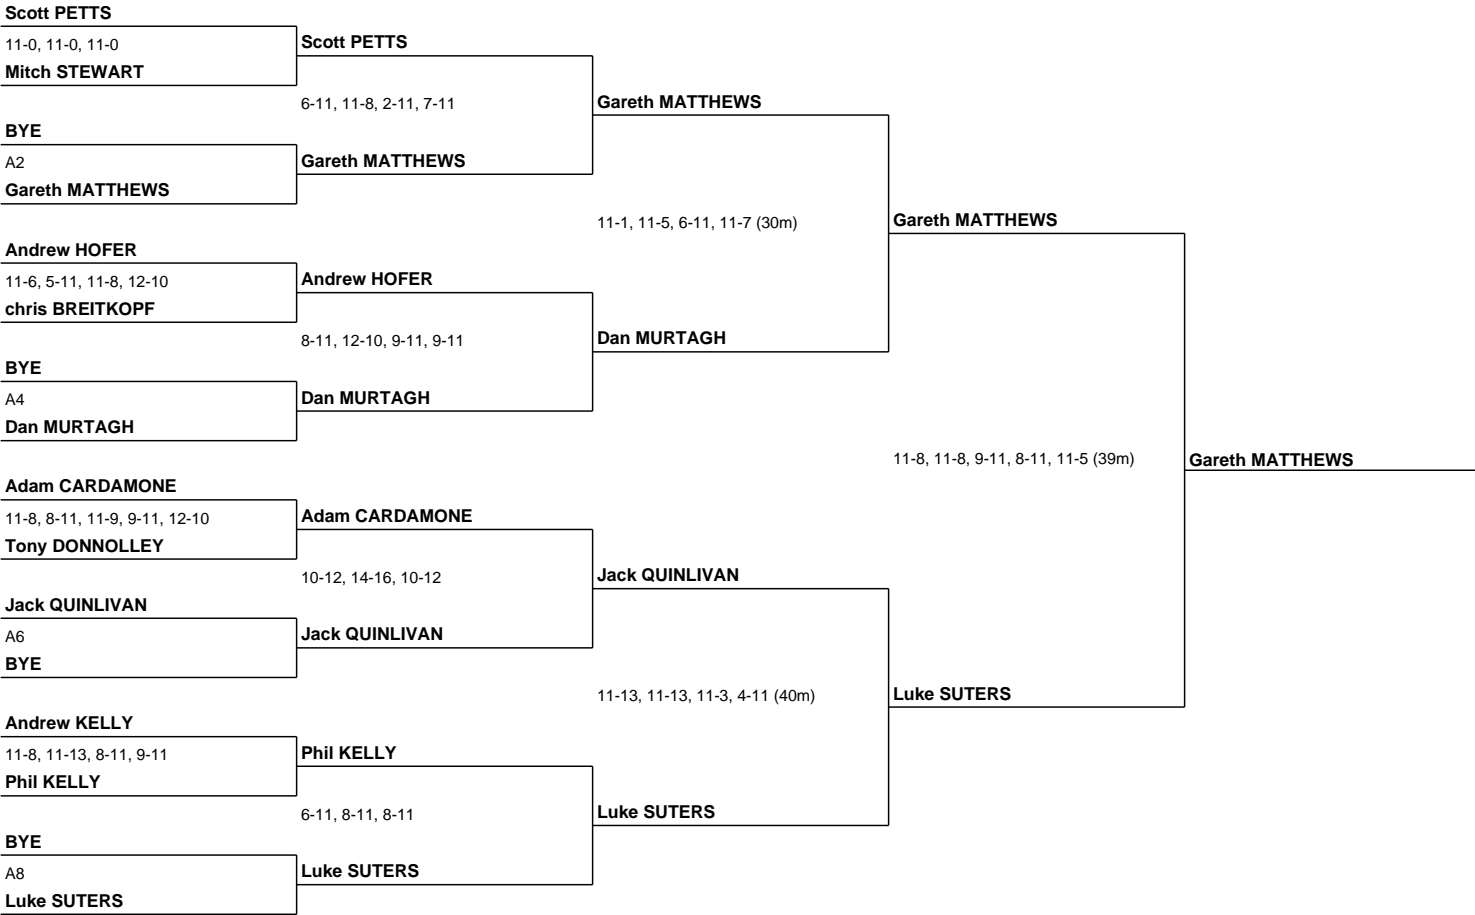 Scott PETTS
11-0, 11-0, 11-0
Mitch STEWART
BYE
A2
Gareth MATTHEWS
Andrew HOFER
11-6, 5-11, 11-8, 12-10
chris BREITKOPF
BYE
A4
Dan MURTAGH
Adam CARDAMONE
11-8, 8-11, 11-9, 9-11, 12-10
Tony DONNOLLEY
Jack QUINLIVAN
A6
BYE
Andrew KELLY
11-8, 11-13, 8-11, 9-11
Phil KELLY
BYE
A8
Luke SUTERS
Scott PETTS
6-11, 11-8, 2-11, 7-11
Gareth MATTHEWS
Andrew HOFER
8-11, 12-10, 9-11, 9-11
Dan MURTAGH
Adam CARDAMONE
10-12, 14-16, 10-12
Jack QUINLIVAN
Phil KELLY
6-11, 8-11, 8-11
Luke SUTERS
Gareth MATTHEWS
11-1, 11-5, 6-11, 11-7 (30m)
Dan MURTAGH
Jack QUINLIVAN
11-13, 11-13, 11-3, 4-11 (40m)
Luke SUTERS
Gareth MATTHEWS
11-8, 11-8, 9-11, 8-11, 11-5 (39m)
Luke SUTERS
Gareth MATTHEWS